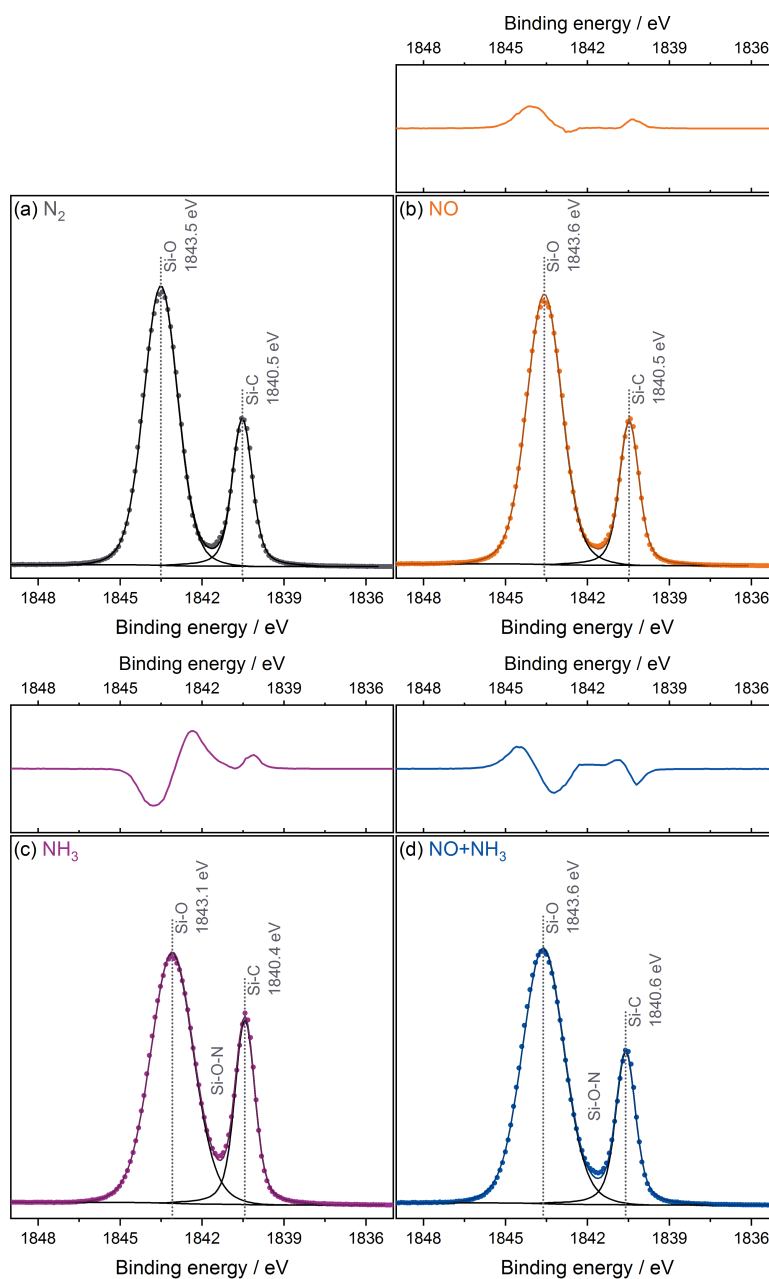 Binding energy / eV
1848 1845 1842 1839 1836
(a) N₂
Si-O
1843.5 eV
Si-C
1840.5 eV
1848 1845 1842 1839 1836
Binding energy / eV
(b) NO
Si-O
1843.6 eV
Si-C
1840.5 eV
1848 1845 1842 1839 1836
Binding energy / eV
Binding energy / eV
1848 1845 1842 1839 1836
(c) NH₃
Si-O
1843.1 eV
Si-O-N
Si-C
1840.4 eV
1848 1845 1842 1839 1836
Binding energy / eV
Binding energy / eV
1848 1845 1842 1839 1836
(d) NO+NH₃
Si-O
1843.6 eV
Si-O-N
Si-C
1840.6 eV
1848 1845 1842 1839 1836
Binding energy / eV